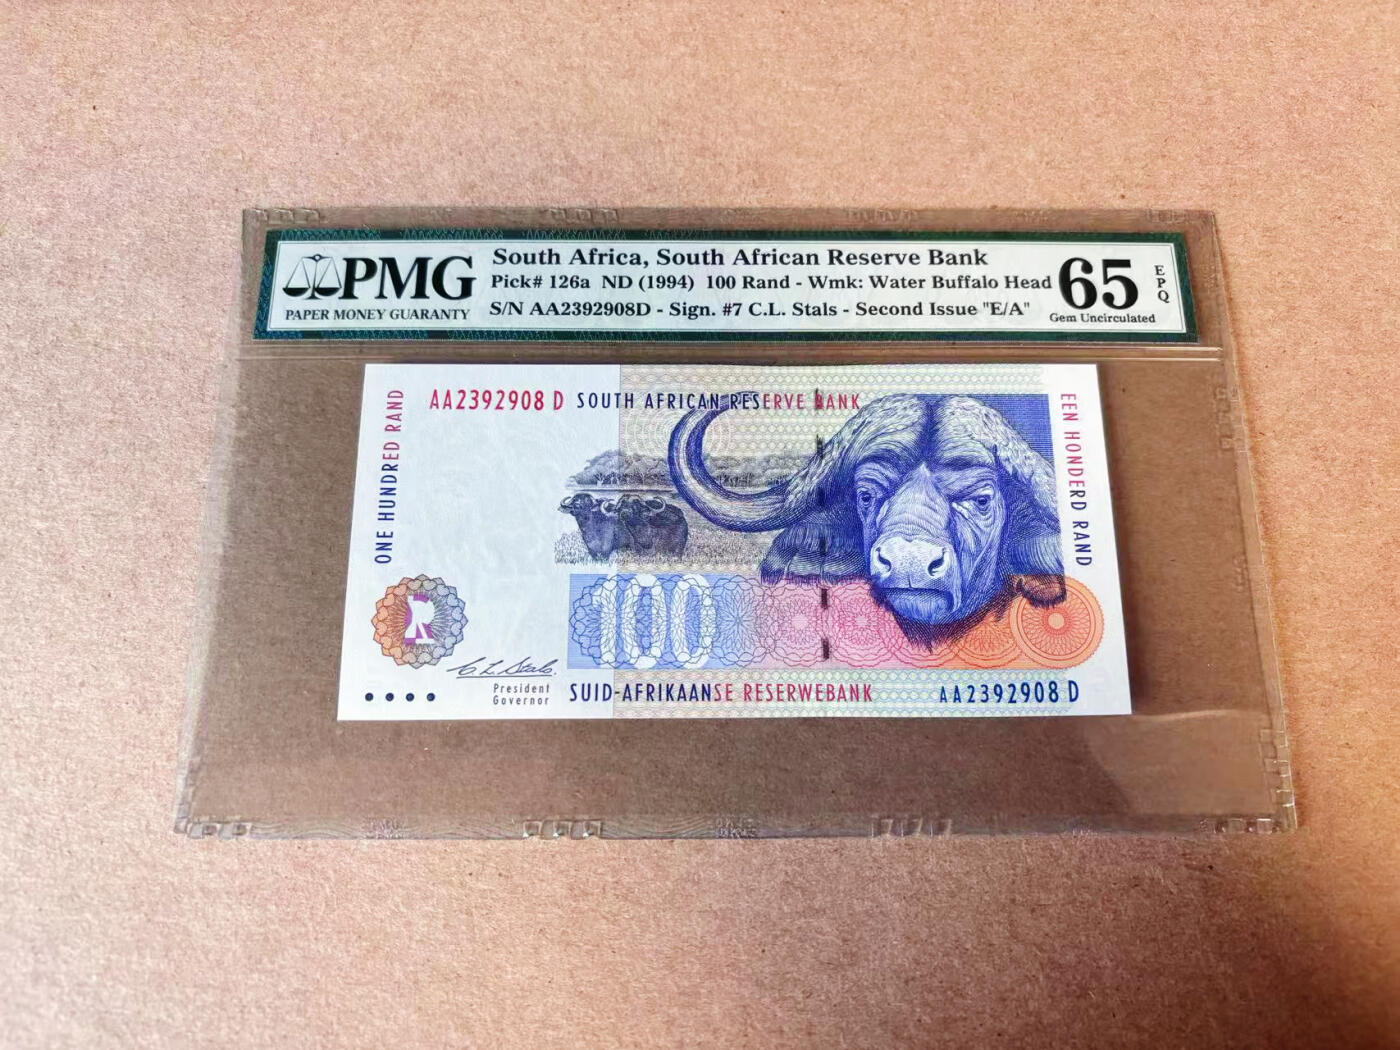 PMG
PAPER MONEY GUARANTY
South Africa, South African Reserve Bank
Pick# 126a ND (1994) 100 Rand - Wmk: Water Buffalo Head
S/N AA2392908D - Sign. #7 C.L. Stals - Second Issue "E/A"
65
EPQ
Gem Uncirculated
ONE HUNDRED RAND
AA2392908 D
SOUTH AFRICAN RESERVE BANK
EEN HONDERD RAND
100
R
C. L. Stals.
President
Governor
SUID-AFRIKAANSE RESERWEBANK
AA2392908 D